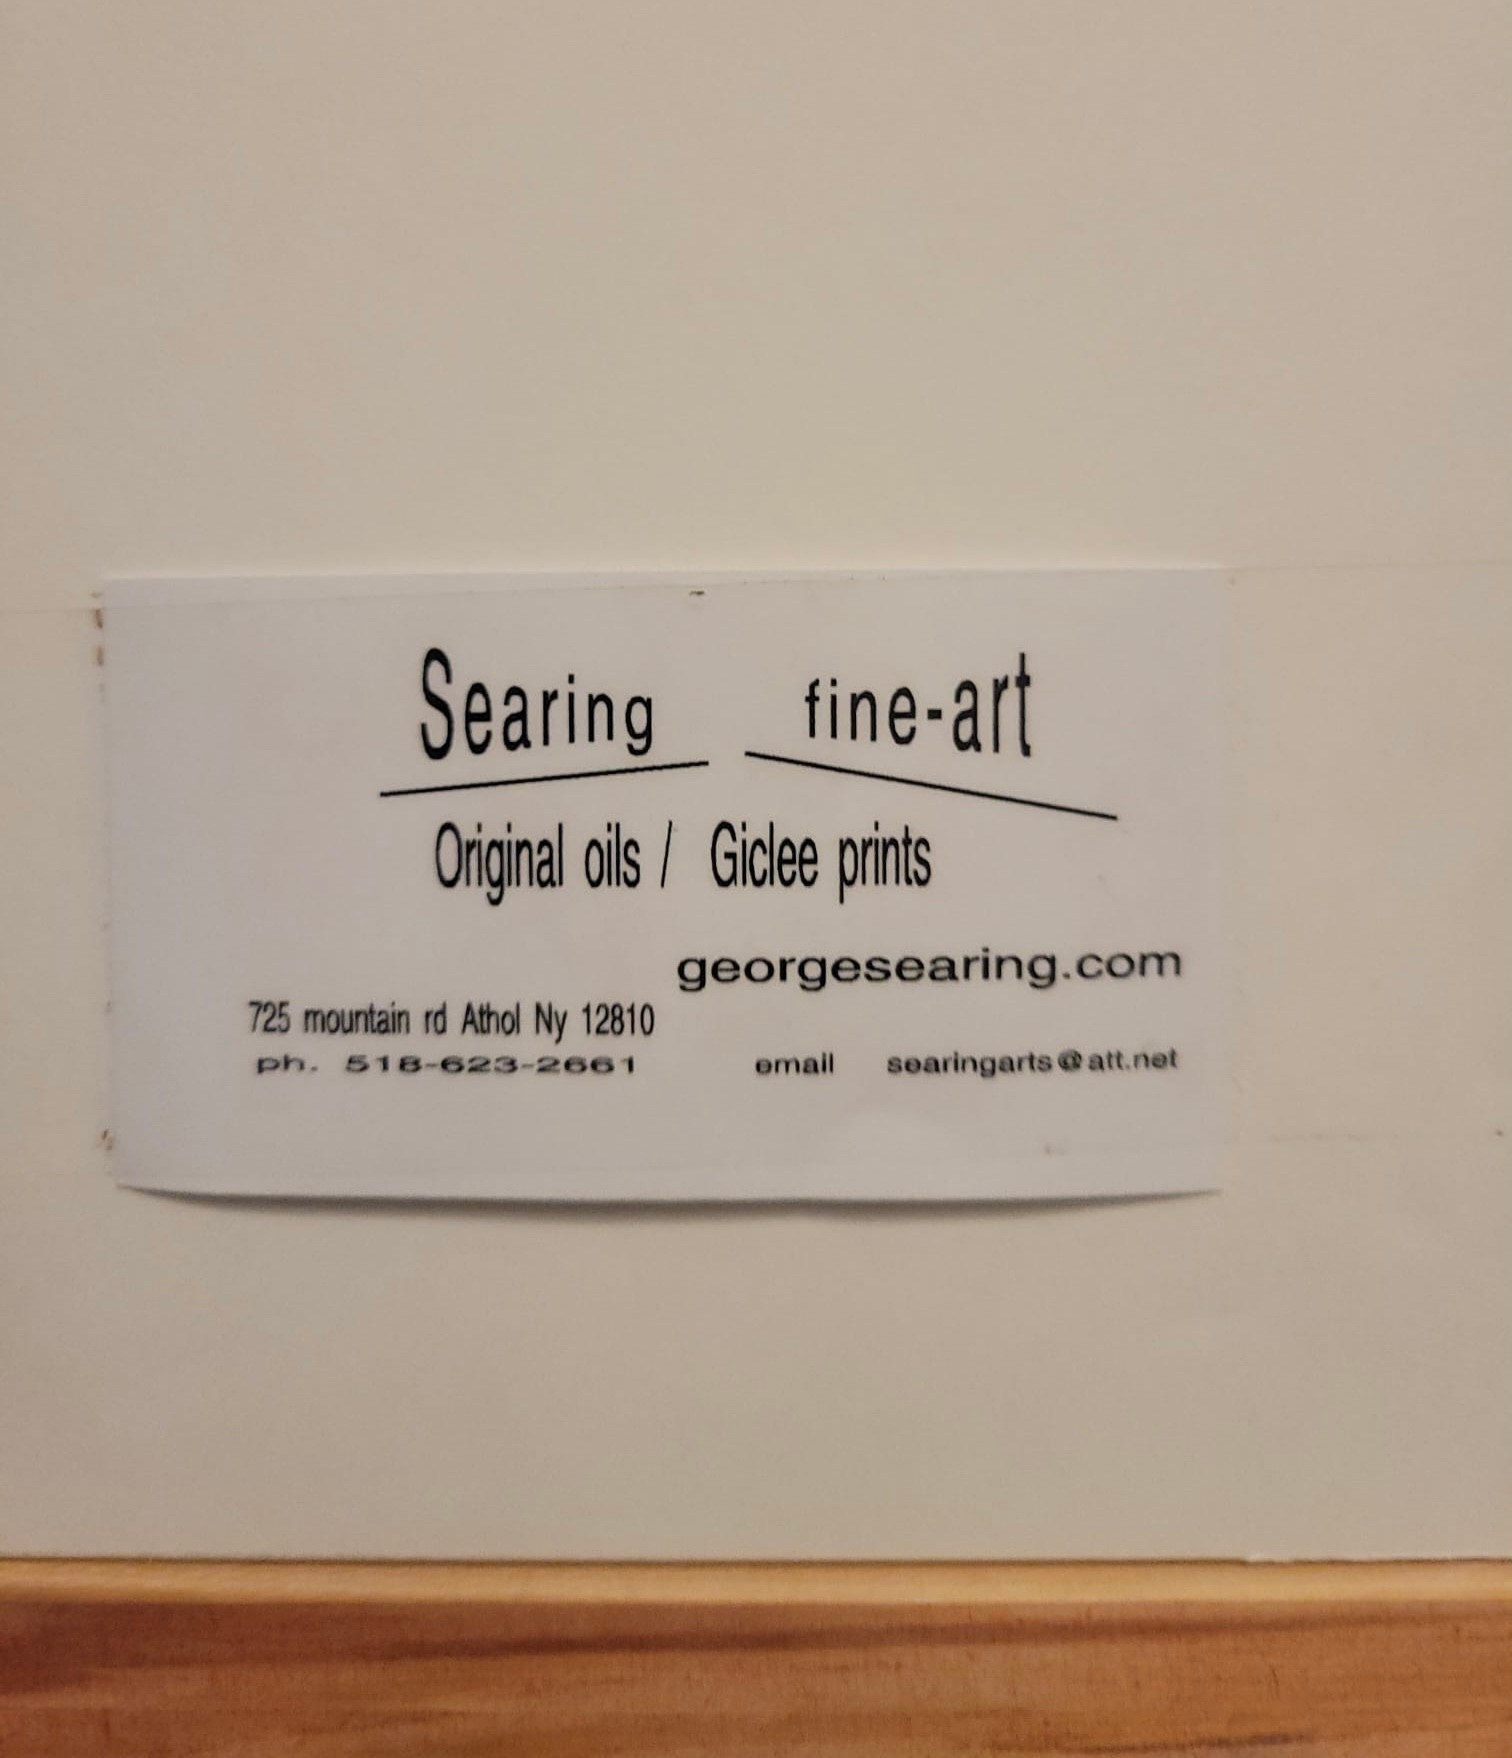 Searing fine-art
Original oils / Giclee prints
georgesearing.com
725 mountain rd Athol Ny 12810
ph. 518-623-2661 email searingarts@att.net